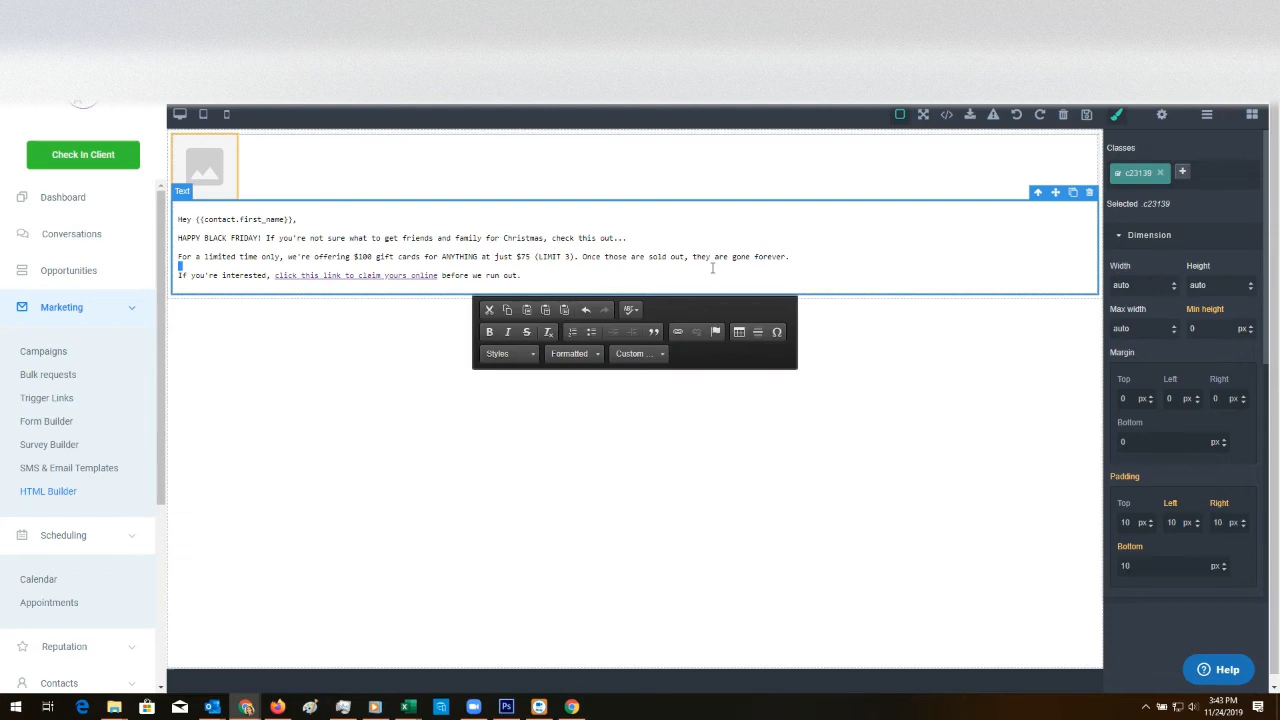 Check In Client
Dashboard
Conversations
Opportunities
Marketing
Campaigns
Bulk requests
Trigger Links
Form Builder
Survey Builder
SMS & Email Templates
HTML Builder
Scheduling
Calendar
Appointments
Reputation
Contacts
Text
Hey {{contact.first_name}},
HAPPY BLACK FRIDAY! If you're not sure what to get friends and family for Christmas, check this out...
For a limited time only, we're offering $100 gift cards for ANYTHING at just $75 (LIMIT 3). Once those are sold out, they are gone forever.
If you're interested, click this link to claim yours online before we run out.
ABC
B I S Tx
Styles Formatted Custom ...
Classes
c23139
Selected .c23139
Dimension
Width Height
auto auto
Max width Min height
auto 0 px
Margin
Top Left Right
0 px 0 px 0 px
Bottom
0 px
Padding
Top Left Right
10 px 10 px 10 px
Bottom
10 px
Help
3:43 PM
11/24/2019